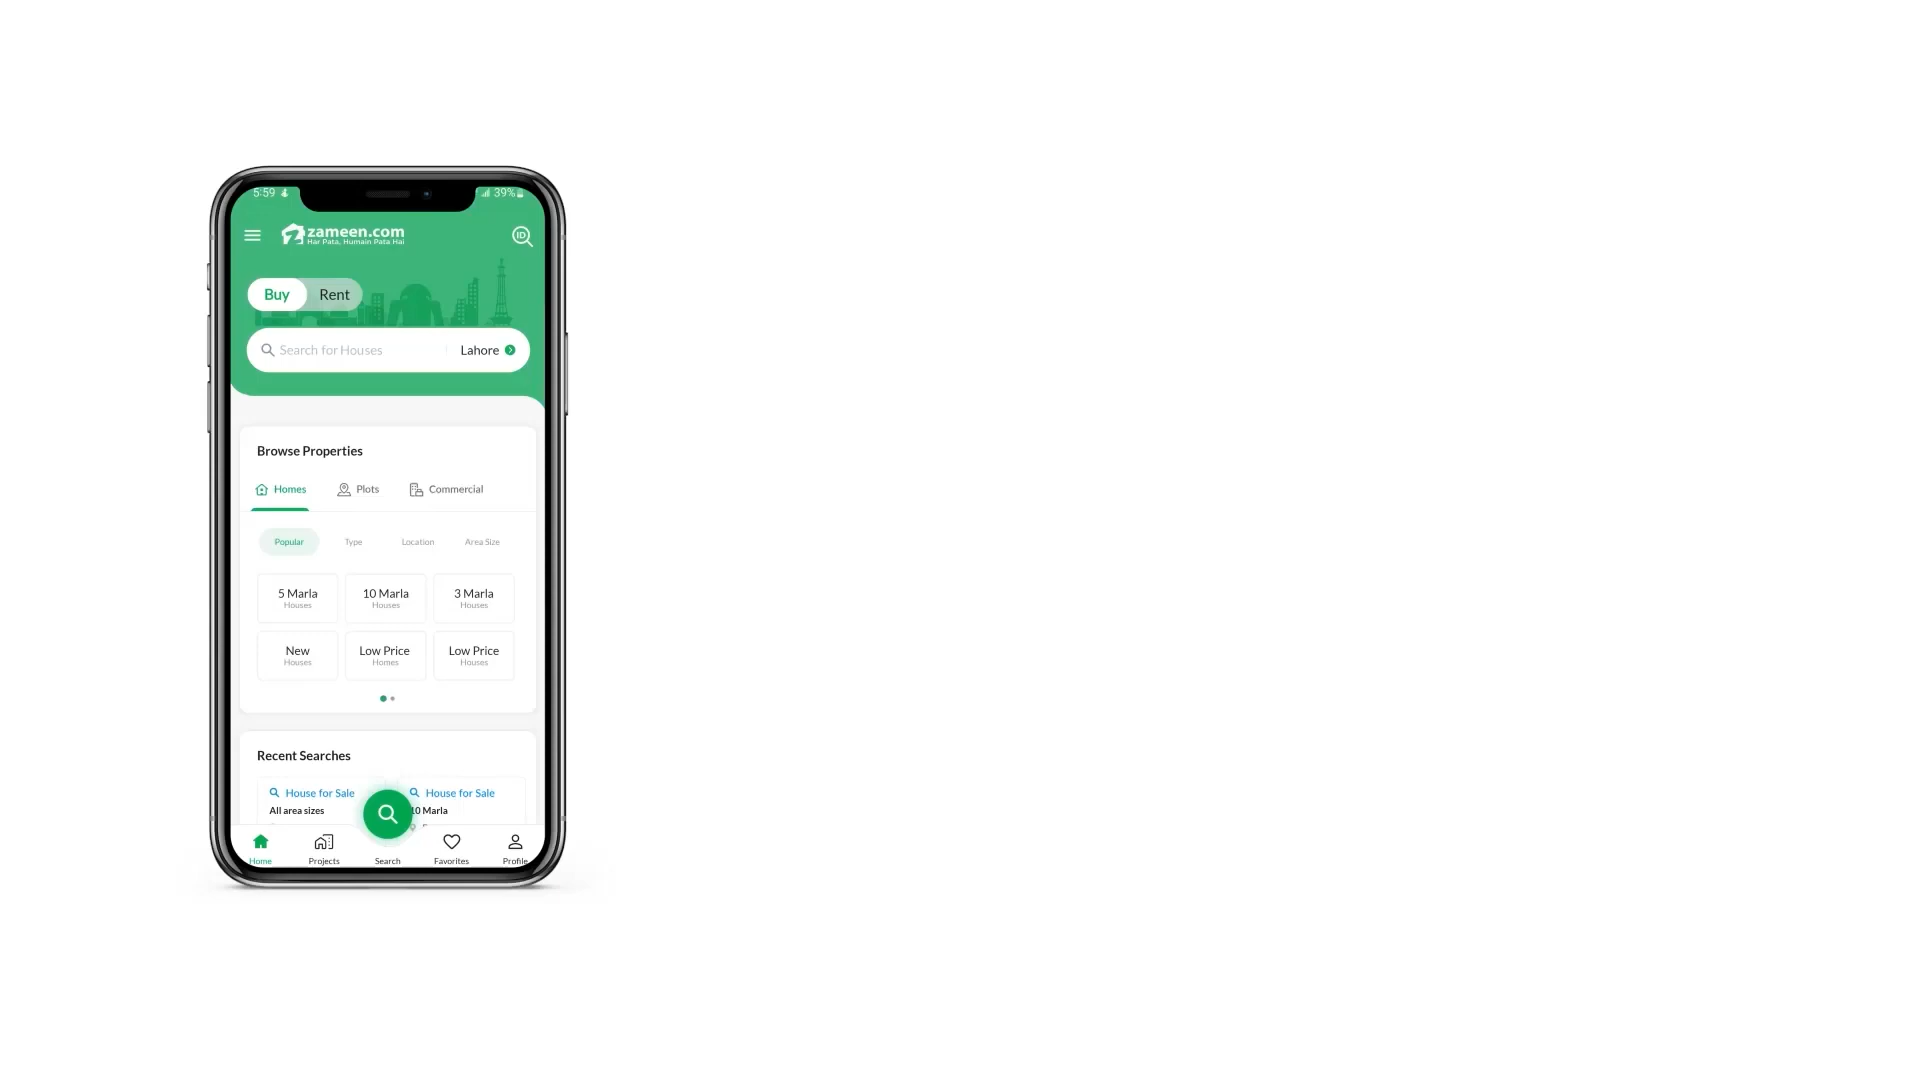 5:59
39%
zameen.com
Har Pata, Humain Pata Hai
ID
Buy
Rent
Search for Houses
Lahore
Browse Properties
Homes
Plots
Commercial
Popular
Type
Location
Area Size
5 Marla
Houses
10 Marla
Houses
3 Marla
Houses
New
Houses
Low Price
Homes
Low Price
Houses
Recent Searches
House for Sale
All area sizes
House for Sale
10 Marla
Home
Projects
Search
Favorites
Profile